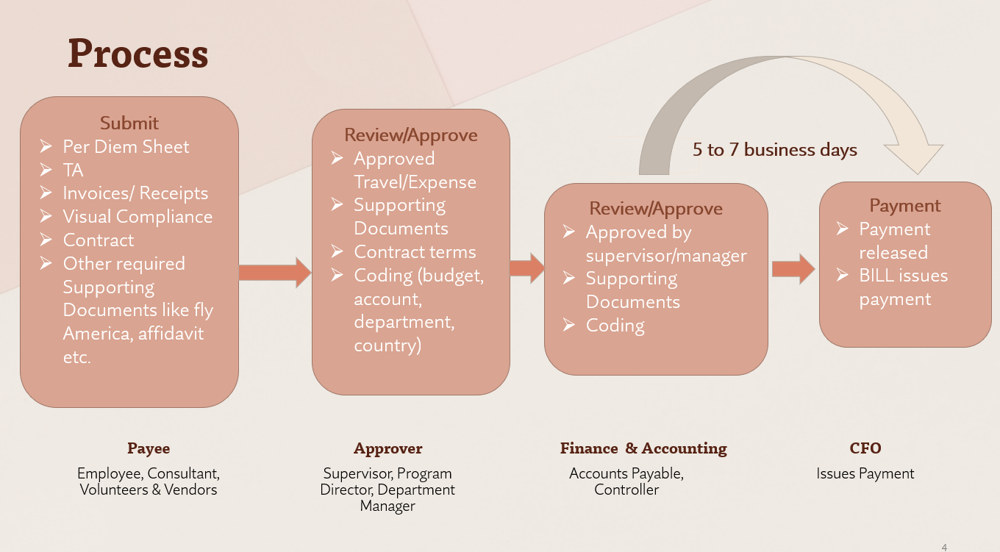 Process
Submit
➢ Per Diem Sheet
➢ TA
➢ Invoices/ Receipts
➢ Visual Compliance
➢ Contract
➢ Other required
Supporting
Documents like fly
America, affidavit
etc.
Review/Approve
➢ Approved
Travel/Expense
➢ Supporting
Documents
➢ Contract terms
➢ Coding (budget,
account,
department,
country)
5 to 7 business days
Review/Approve
➢ Approved by
supervisor/manager
➢ Supporting
Documents
➢ Coding
Payment
➢ Payment
released
➢ BILL issues
payment
Payee
Employee, Consultant,
Volunteers & Vendors
Approver
Supervisor, Program
Director, Department
Manager
Finance & Accounting
Accounts Payable,
Controller
CFO
Issues Payment
4